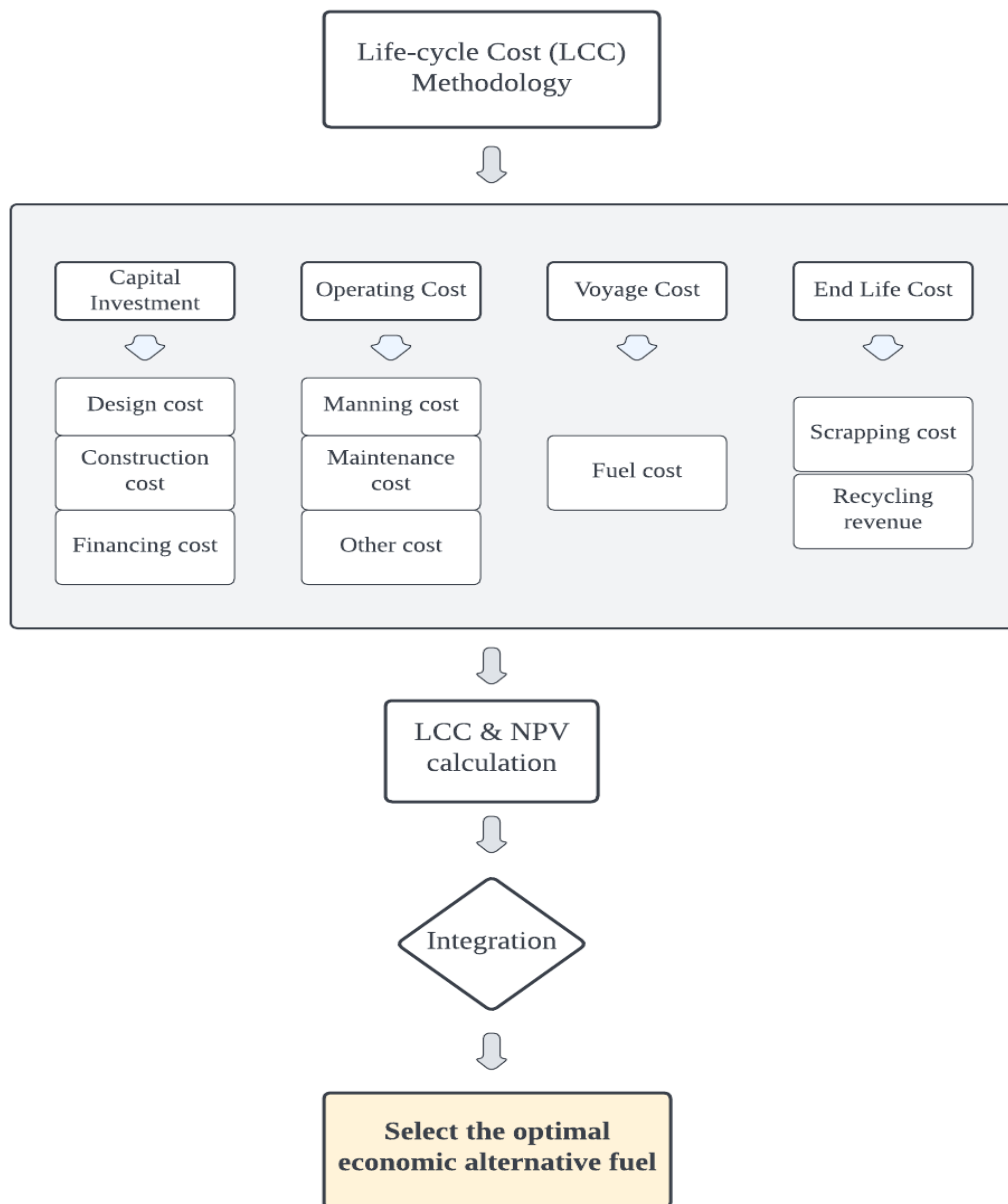 Life-cycle Cost (LCC)
Methodology
Capital
Investment
Operating Cost
Voyage Cost
End Life Cost
Design cost
Construction
cost
Financing cost
Manning cost
Maintenance
cost
Other cost
Fuel cost
Scrapping cost
Recycling
revenue
LCC & NPV
calculation
Integration
Select the optimal
economic alternative fuel